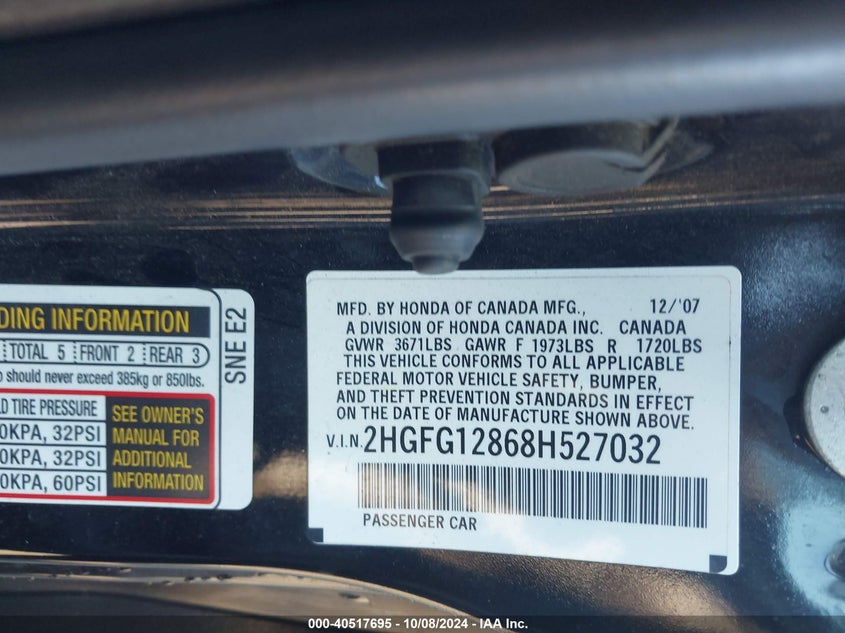 DING INFORMATION
TOTAL 5 FRONT 2 REAR 3
should never exceed 385kg or 850lbs.
TIRE PRESSURE
0KPA, 32PSI
0KPA, 32PSI
0KPA, 60PSI
SEE OWNER'S
MANUAL FOR
ADDITIONAL
INFORMATION
SNE E2
MFD. BY HONDA OF CANADA MFG., 12/'07
A DIVISION OF HONDA CANADA INC. CANADA
GVWR 3671LBS GAWR F 1973LBS R 1720LBS
THIS VEHICLE CONFORMS TO ALL APPLICABLE
FEDERAL MOTOR VEHICLE SAFETY, BUMPER,
AND THEFT PREVENTION STANDARDS IN EFFECT
ON THE DATE OF MANUFACTURE SHOWN ABOVE.
V.I.N. 2HGFG12868H527032
PASSENGER CAR
000-40517695 - 10/08/2024 - IAA Inc.